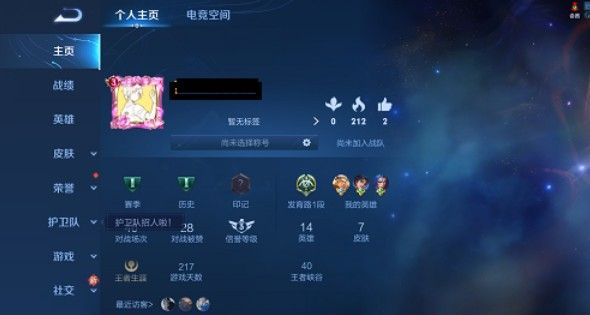 个人主页 电竞空间
主页
战绩
英雄
皮肤
荣誉
护卫队
游戏
社交
新
3
暂无标签
0 212 2
尚未选择称号
尚未加入战队
赛季 历史 印记 发育路1段 我的英雄
护卫队招人啦!
28 14 7
对战场次 对战被赞 信誉等级 英雄 皮肤
217 40
王者生涯 游戏天数 王者峡谷
最近访客>